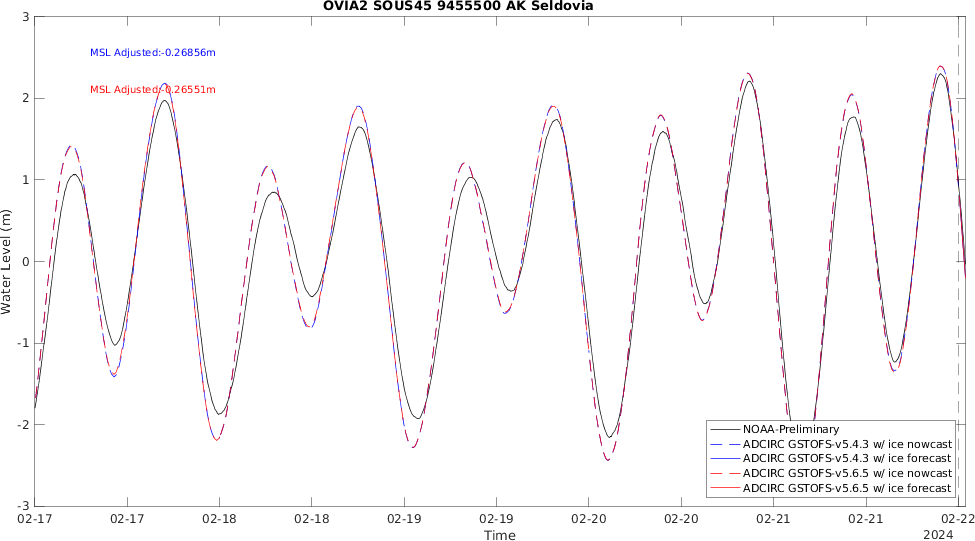 OVIA2 SOUS45 9455500 AK Seldovia
3
MSL Adjusted:-0.26856m
MSL Adjusted:-0.26551m
2
1
0
-1
-2
-3
Water Level (m)
NOAA-Preliminary
ADCIRC GSTOFS-v5.4.3 w/ ice nowcast
ADCIRC GSTOFS-v5.4.3 w/ ice forecast
ADCIRC GSTOFS-v5.6.5 w/ ice nowcast
ADCIRC GSTOFS-v5.6.5 w/ ice forecast
02-17 02-17 02-18 02-18 02-19 02-19 02-20 02-20 02-21 02-21 02-22
Time
2024